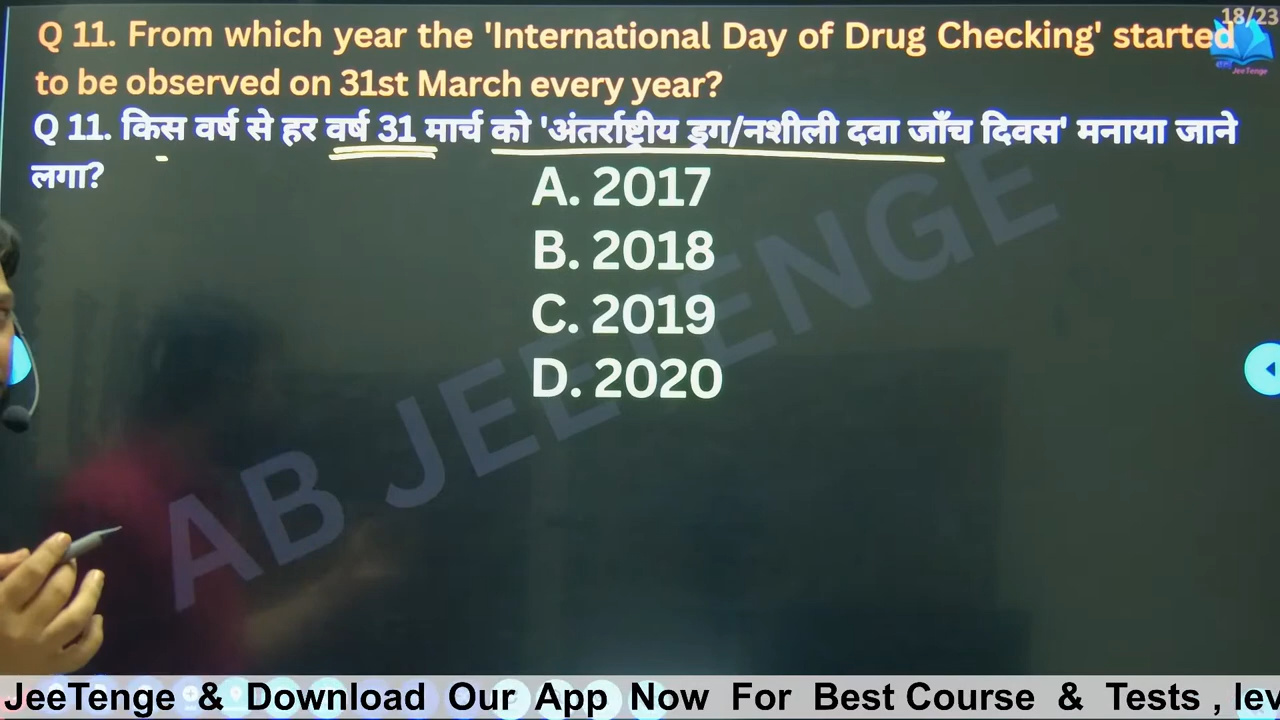 18/23
Q 11. From which year the 'International Day of Drug Checking' started
to be observed on 31st March every year?
JeeTenge
Q 11. किस वर्ष से हर वर्ष 31 मार्च को 'अंतर्राष्ट्रीय ड्रग/नशीली दवा जाँच दिवस' मनाया जाने
लगा?
A. 2017
B. 2018
C. 2019
D. 2020
AB JEETENGE
JeeTenge & Download Our App Now For Best Course & Tests , lev